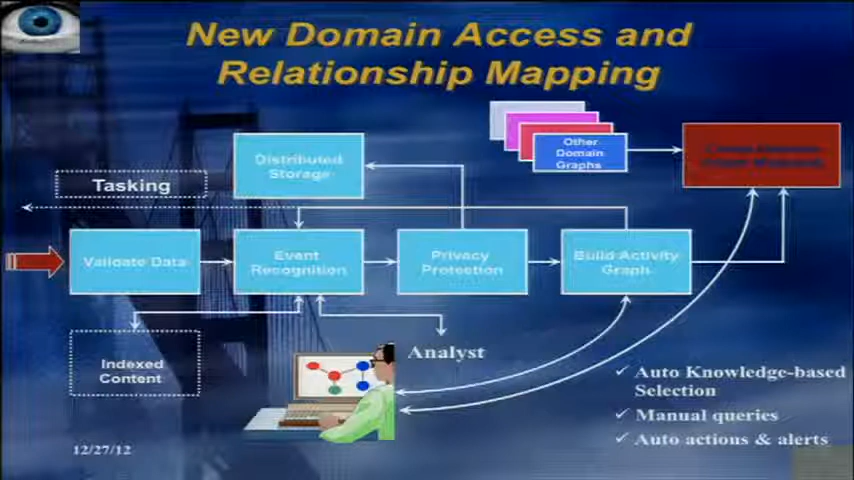 New Domain Access and
Relationship Mapping
Other
Domain
Graphs
Distributed
Storage
Tasking
Validate Data
Event
Recognition
Privacy
Protection
Build Activity
Graph
Indexed
Content
Analyst
Auto Knowledge-based
Selection
Manual queries
Auto actions & alerts
12/27/12